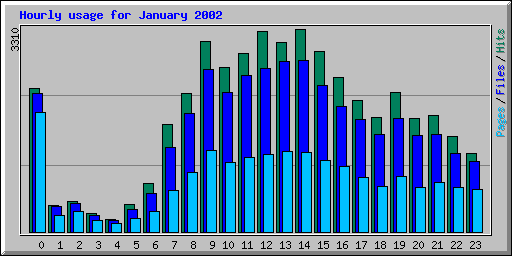 Hourly usage for January 2002
3310
Pages / Files / Hits
0 1 2 3 4 5 6 7 8 9 10 11 12 13 14 15 16 17 18 19 20 21 22 23